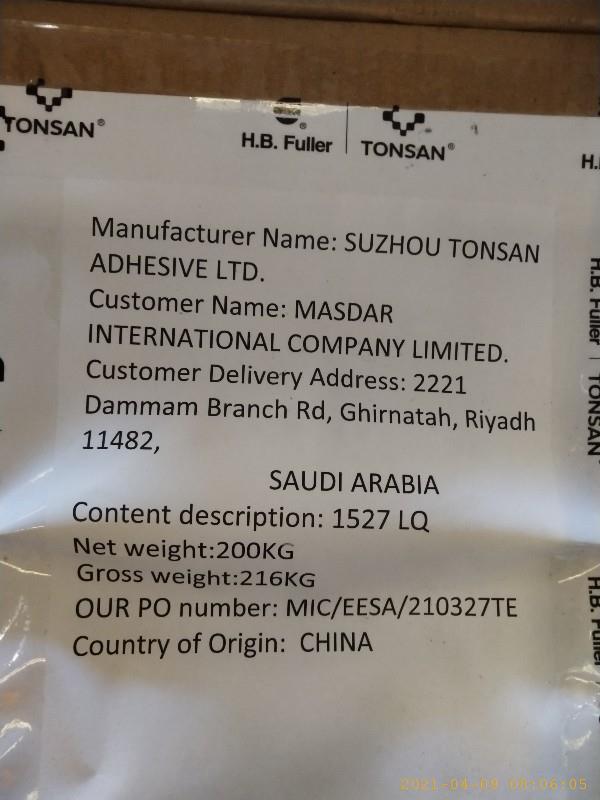 TONSAN®
H.B. Fuller | TONSAN®
H.
Manufacturer Name: SUZHOU TONSAN
ADHESIVE LTD.
Customer Name: MASDAR
INTERNATIONAL COMPANY LIMITED.
Customer Delivery Address: 2221
Dammam Branch Rd, Ghirnatah, Riyadh
11482,
SAUDI ARABIA
Content description: 1527 LQ
Net weight:200KG
Gross weight:216KG
OUR PO number: MIC/EESA/210327TE
Country of Origin: CHINA
H.B. Fuller | TONSAN
H.B. Fuller
2021-04-09 08:06:05